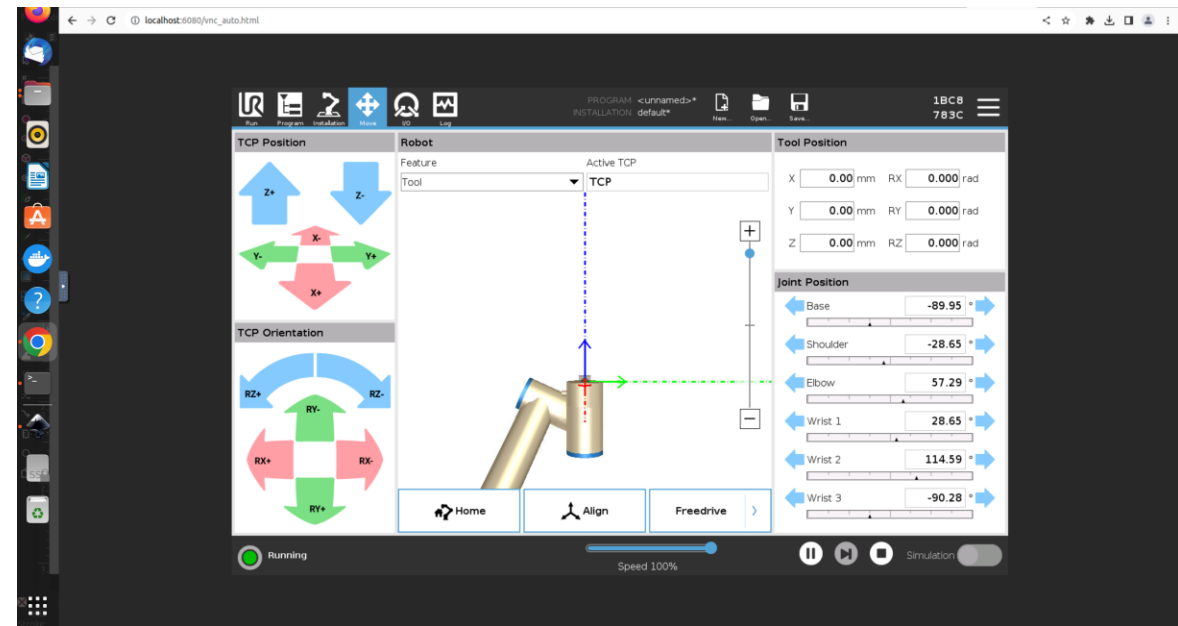 localhost:6080/vnc_auto.html
UR
Run
Program
Installation
Move
I/O
Log
PROGRAM <unnamed>*
INSTALLATION default*
New...
Open...
Save...
1BC8
783C
TCP Position
Z+
Z-
X-
Y-
Y+
X+
TCP Orientation
RZ+
RZ-
RY-
RX+
RX-
RY+
Robot
Feature
Active TCP
Tool
TCP
Home
Align
Freedrive
Tool Position
X 0.00 mm RX 0.000 rad
Y 0.00 mm RY 0.000 rad
Z 0.00 mm RZ 0.000 rad
Joint Position
Base -89.95 °
Shoulder -28.65 °
Elbow 57.29 °
Wrist 1 28.65 °
Wrist 2 114.59 °
Wrist 3 -90.28 °
Running
Speed 100%
Simulation